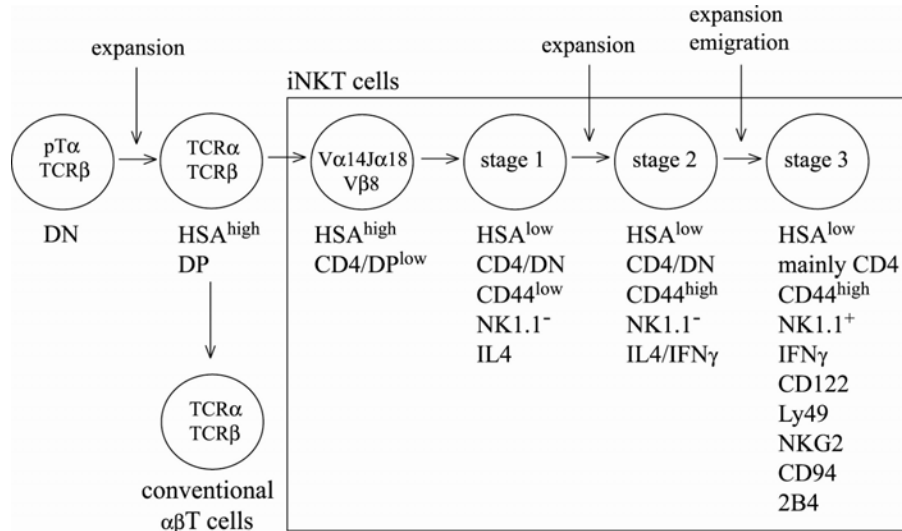 expansion
expansion
expansion
emigration
iNKT cells
pTα
TCRβ
TCRα
TCRβ
Vα14Jα18
Vβ8
stage 1
stage 2
stage 3
DN
HSAhigh
DP
HSAhigh
CD4/DPlow
HSAlow
CD4/DN
CD44low
NK1.1-
IL4
HSAlow
CD4/DN
CD44high
NK1.1-
IL4/IFNγ
HSAlow
mainly CD4
CD44high
NK1.1+
IFNγ
CD122
Ly49
NKG2
CD94
2B4
TCRα
TCRβ
conventional
αβT cells